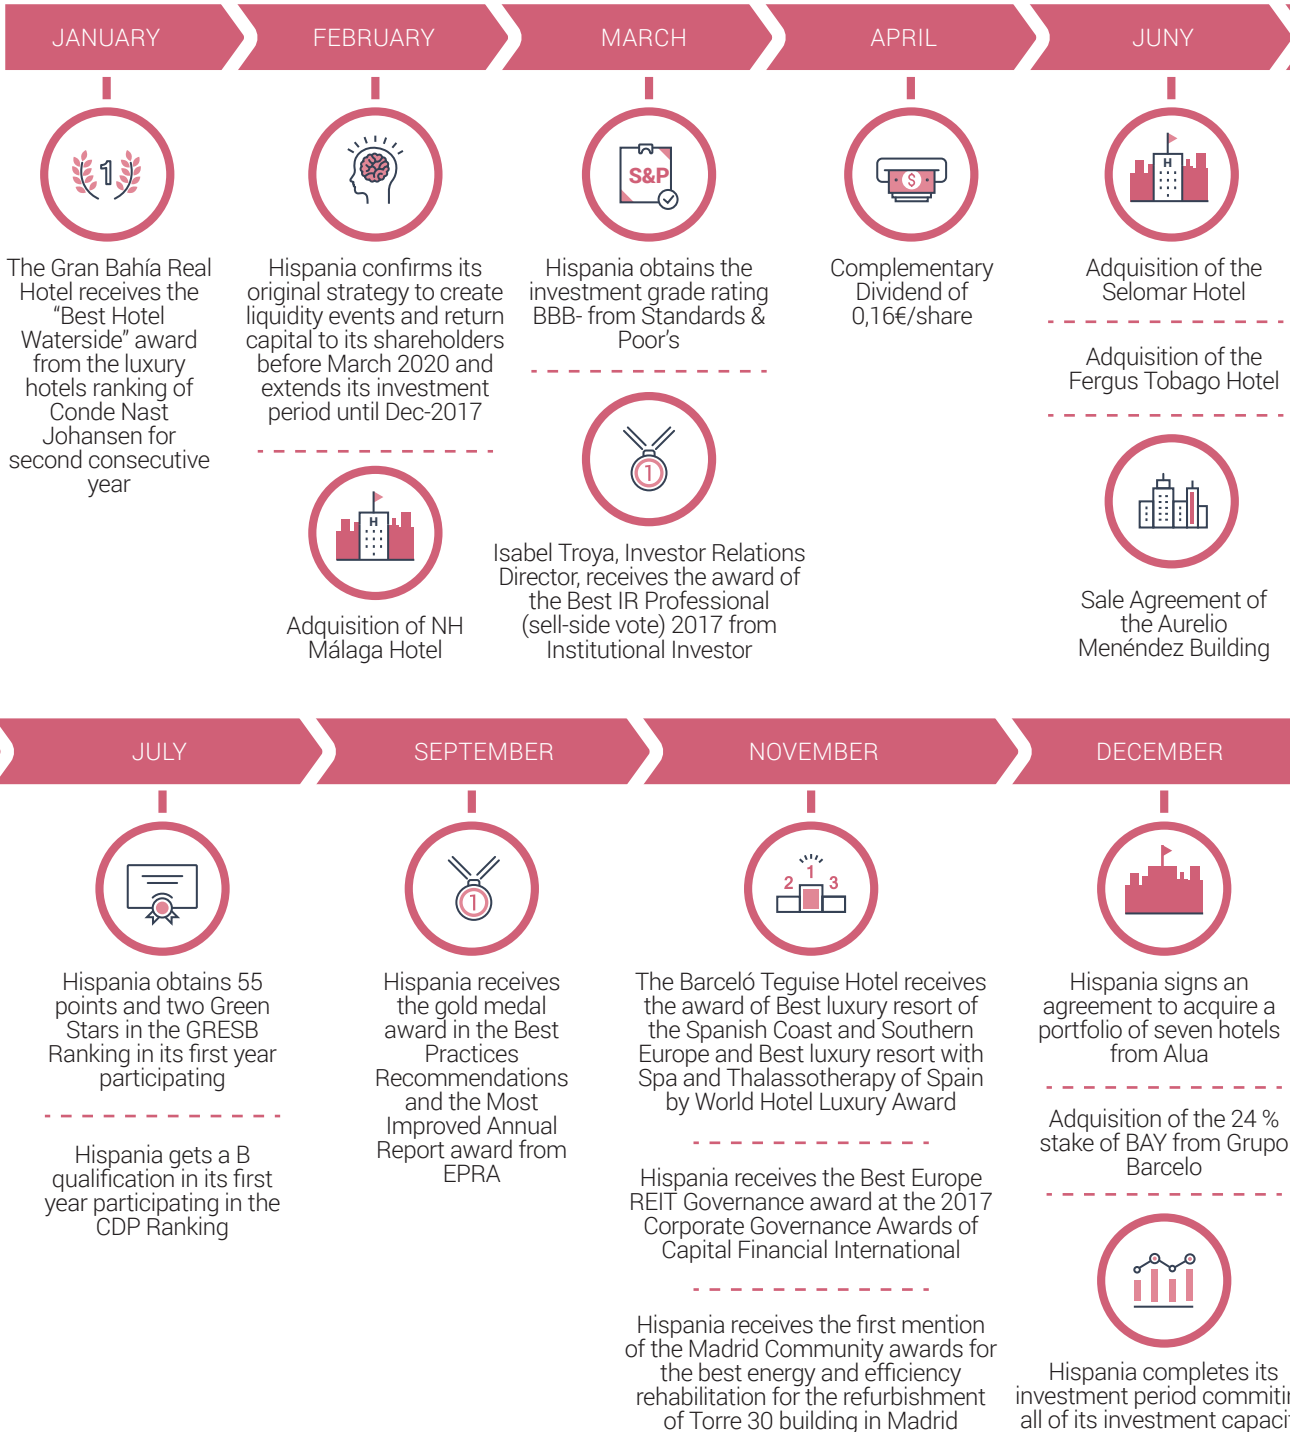 JANUARY
FEBRUARY
MARCH
APRIL
JUNY
1
The Gran Bahía Real
Hotel receives the
“Best Hotel
Waterside” award
from the luxury
hotels ranking of
Conde Nast
Johansen for
second consecutive
year
Hispania confirms its
original strategy to create
liquidity events and return
capital to its shareholders
before March 2020 and
extends its investment
period until Dec-2017
H
Adquisition of NH
Málaga Hotel
S&P
Hispania obtains the
investment grade rating
BBB- from Standards &
Poor’s
1
Isabel Troya, Investor Relations
Director, receives the award of
the Best IR Professional
(sell-side vote) 2017 from
Institutional Investor
$
Complementary
Dividend of
0,16€/share
H
Adquisition of the
Selomar Hotel
Adquisition of the
Fergus Tobago Hotel
Sale Agreement of
the Aurelio
Menéndez Building
JULY
SEPTEMBER
NOVEMBER
DECEMBER
Hispania obtains 55
points and two Green
Stars in the GRESB
Ranking in its first year
participating
Hispania gets a B
qualification in its first
year participating in the
CDP Ranking
1
Hispania receives
the gold medal
award in the Best
Practices
Recommendations
and the Most
Improved Annual
Report award from
EPRA
2 1 3
The Barceló Teguise Hotel receives
the award of Best luxury resort of
the Spanish Coast and Southern
Europe and Best luxury resort with
Spa and Thalassotherapy of Spain
by World Hotel Luxury Award
Hispania receives the Best Europe
REIT Governance award at the 2017
Corporate Governance Awards of
Capital Financial International
Hispania receives the first mention
of the Madrid Community awards for
the best energy and efficiency
rehabilitation for the refurbishment
of Torre 30 building in Madrid
Hispania signs an
agreement to acquire a
portfolio of seven hotels
from Alua
Adquisition of the 24 %
stake of BAY from Grupo
Barcelo
Hispania completes its
investment period
all of its investment